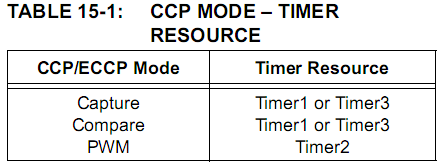 TABLE 15-1: CCP MODE – TIMER
RESOURCE
CCP/ECCP Mode Timer Resource
Capture Timer1 or Timer3
Compare Timer1 or Timer3
PWM Timer2